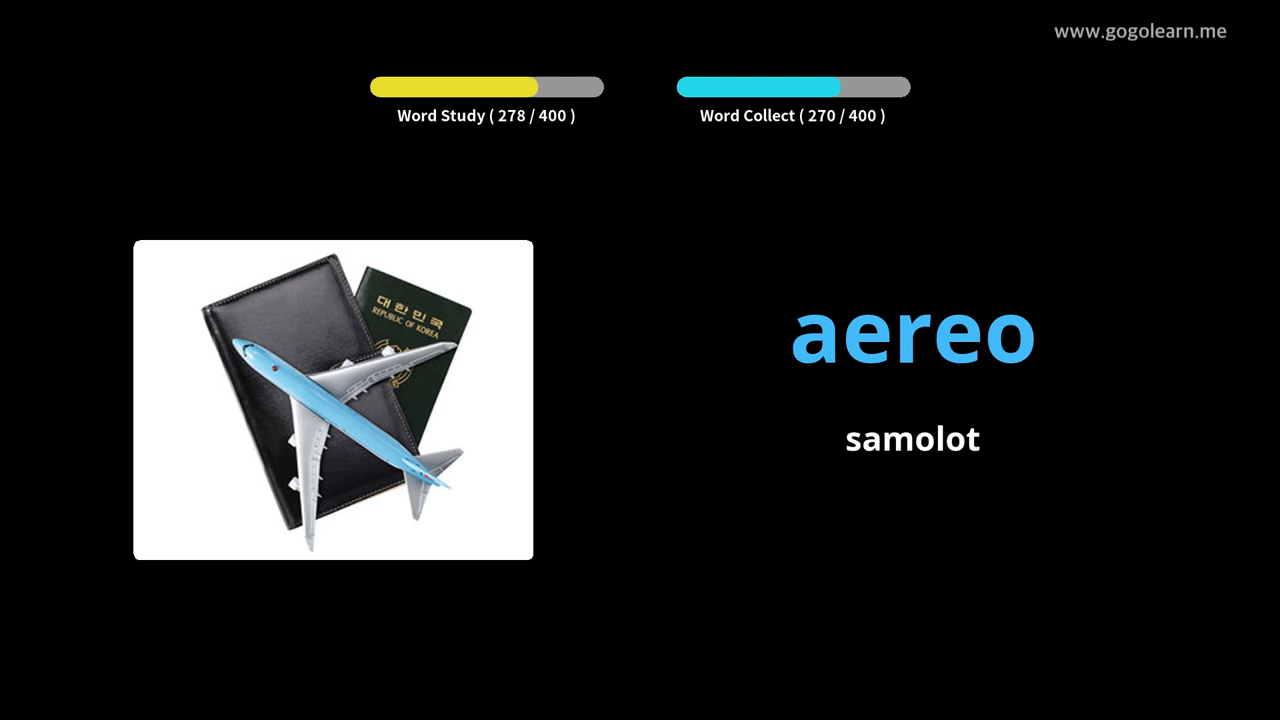 www.gogolearn.me
Word Study ( 278 / 400 )
Word Collect ( 270 / 400 )
대한민국
REPUBLIC OF KOREA
aereo
samolot